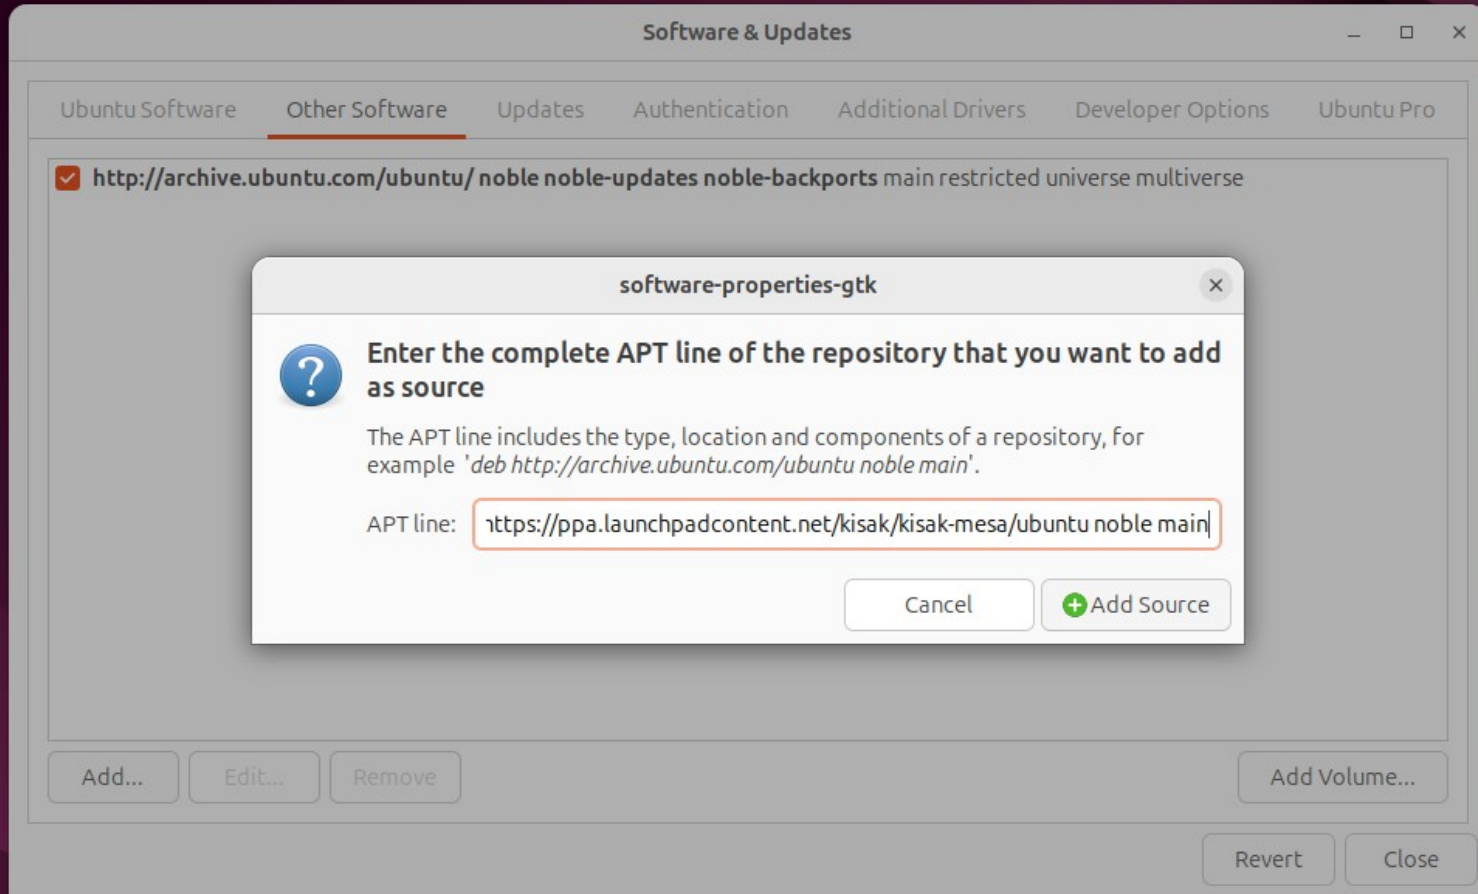 Software & Updates
Ubuntu Software Other Software Updates Authentication Additional Drivers Developer Options Ubuntu Pro
http://archive.ubuntu.com/ubuntu/ noble noble-updates noble-backports main restricted universe multiverse
software-properties-gtk
Enter the complete APT line of the repository that you want to add
as source
The APT line includes the type, location and components of a repository, for
example 'deb http://archive.ubuntu.com/ubuntu noble main'.
APT line: https://ppa.launchpadcontent.net/kisak/kisak-mesa/ubuntu noble main
Cancel Add Source
Add... Edit... Remove Add Volume...
Revert Close